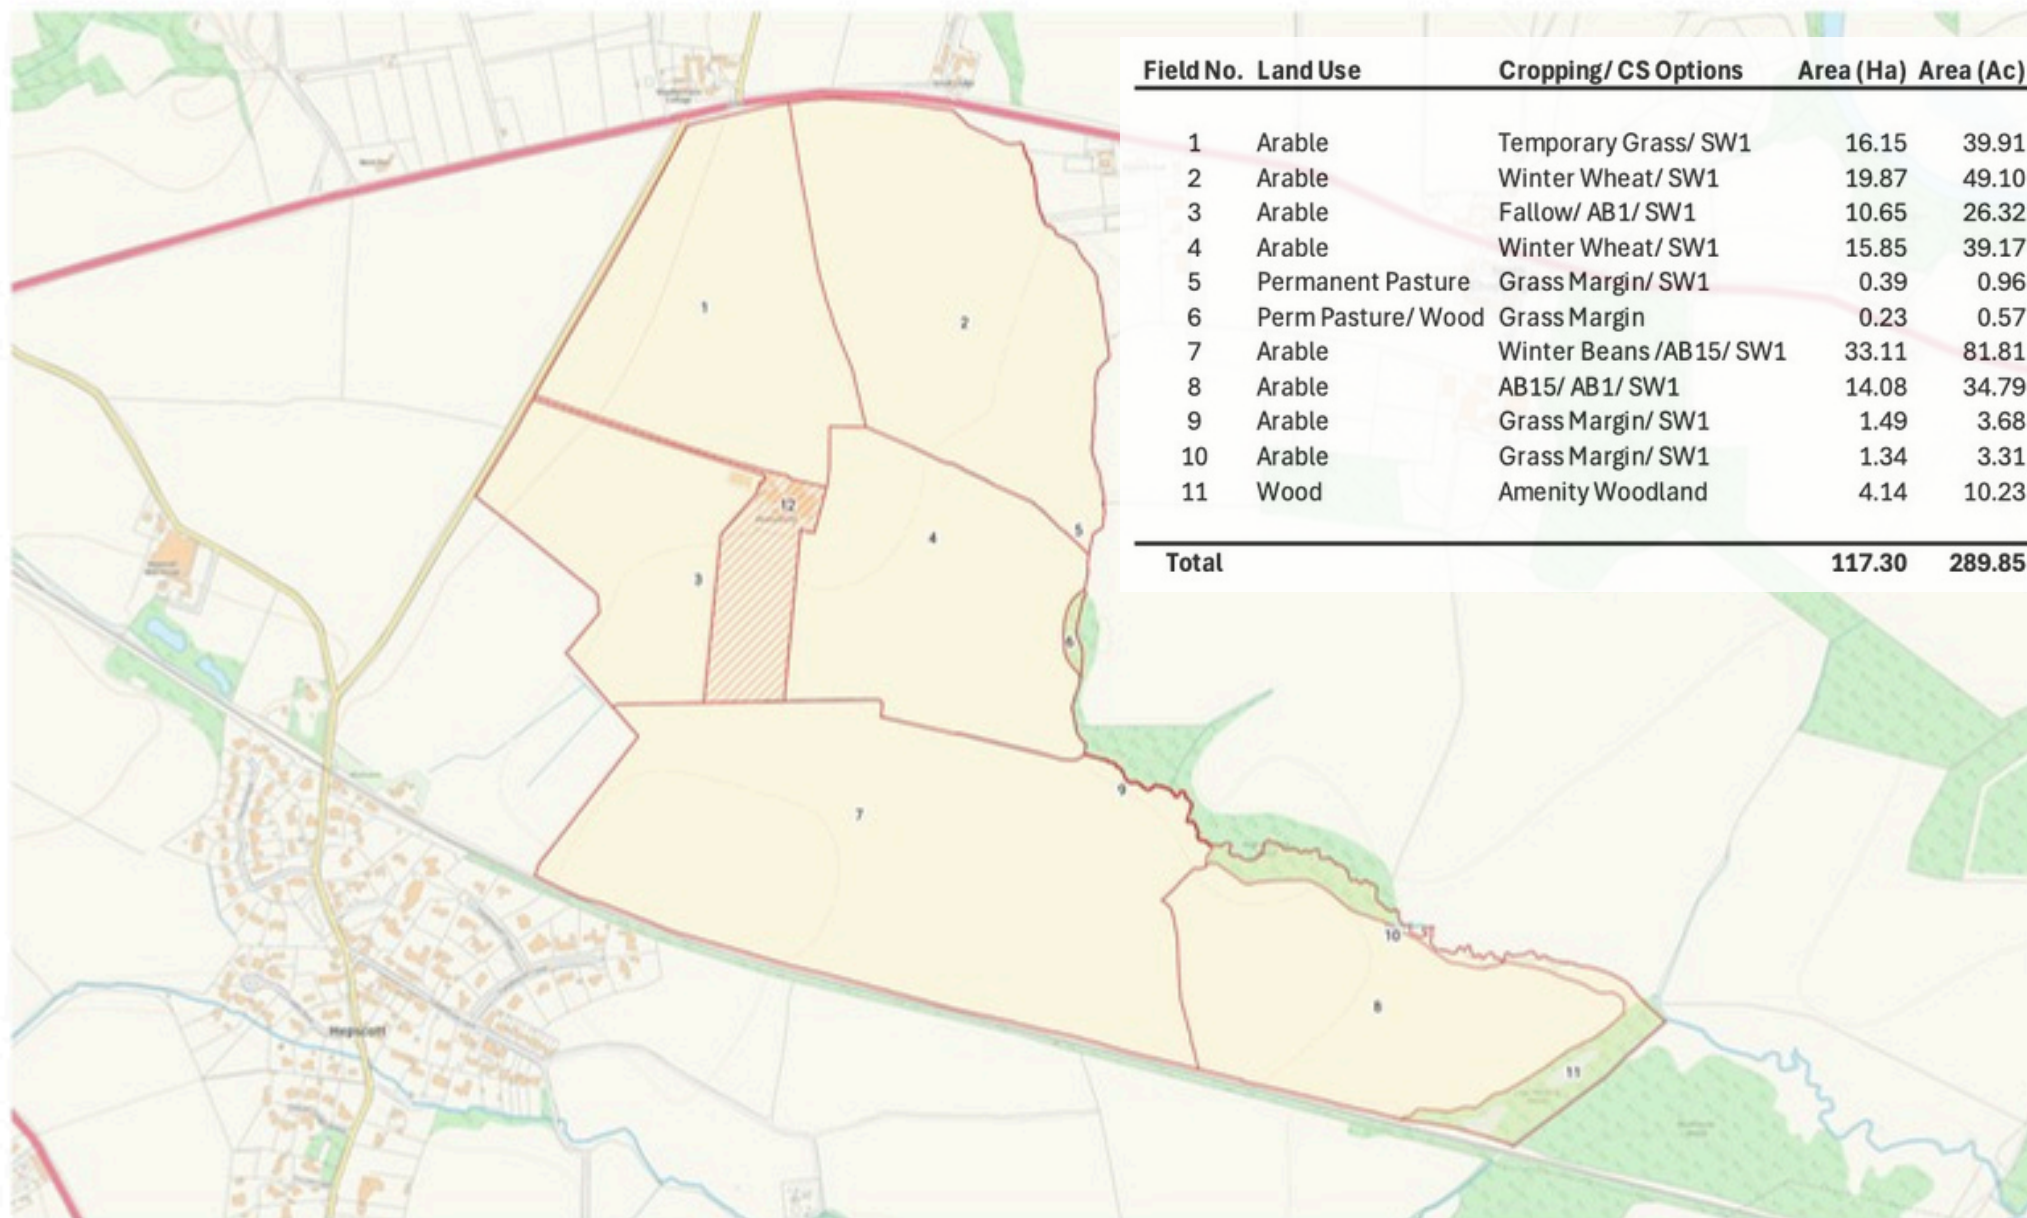 Field No. Land Use Cropping/ CS Options Area (Ha) Area (Ac)
1 Arable Temporary Grass/ SW1 16.15 39.91
2 Arable Winter Wheat/ SW1 19.87 49.10
3 Arable Fallow/ AB1/ SW1 10.65 26.32
4 Arable Winter Wheat/ SW1 15.85 39.17
5 Permanent Pasture Grass Margin/ SW1 0.39 0.96
6 Perm Pasture/ Wood Grass Margin 0.23 0.57
7 Arable Winter Beans /AB15/ SW1 33.11 81.81
8 Arable AB15/ AB1/ SW1 14.08 34.79
9 Arable Grass Margin/ SW1 1.49 3.68
10 Arable Grass Margin/ SW1 1.34 3.31
11 Wood Amenity Woodland 4.14 10.23
Total 117.30 289.85
1
2
12
5
4
3
6
9
7
10
8
Hepscott
11